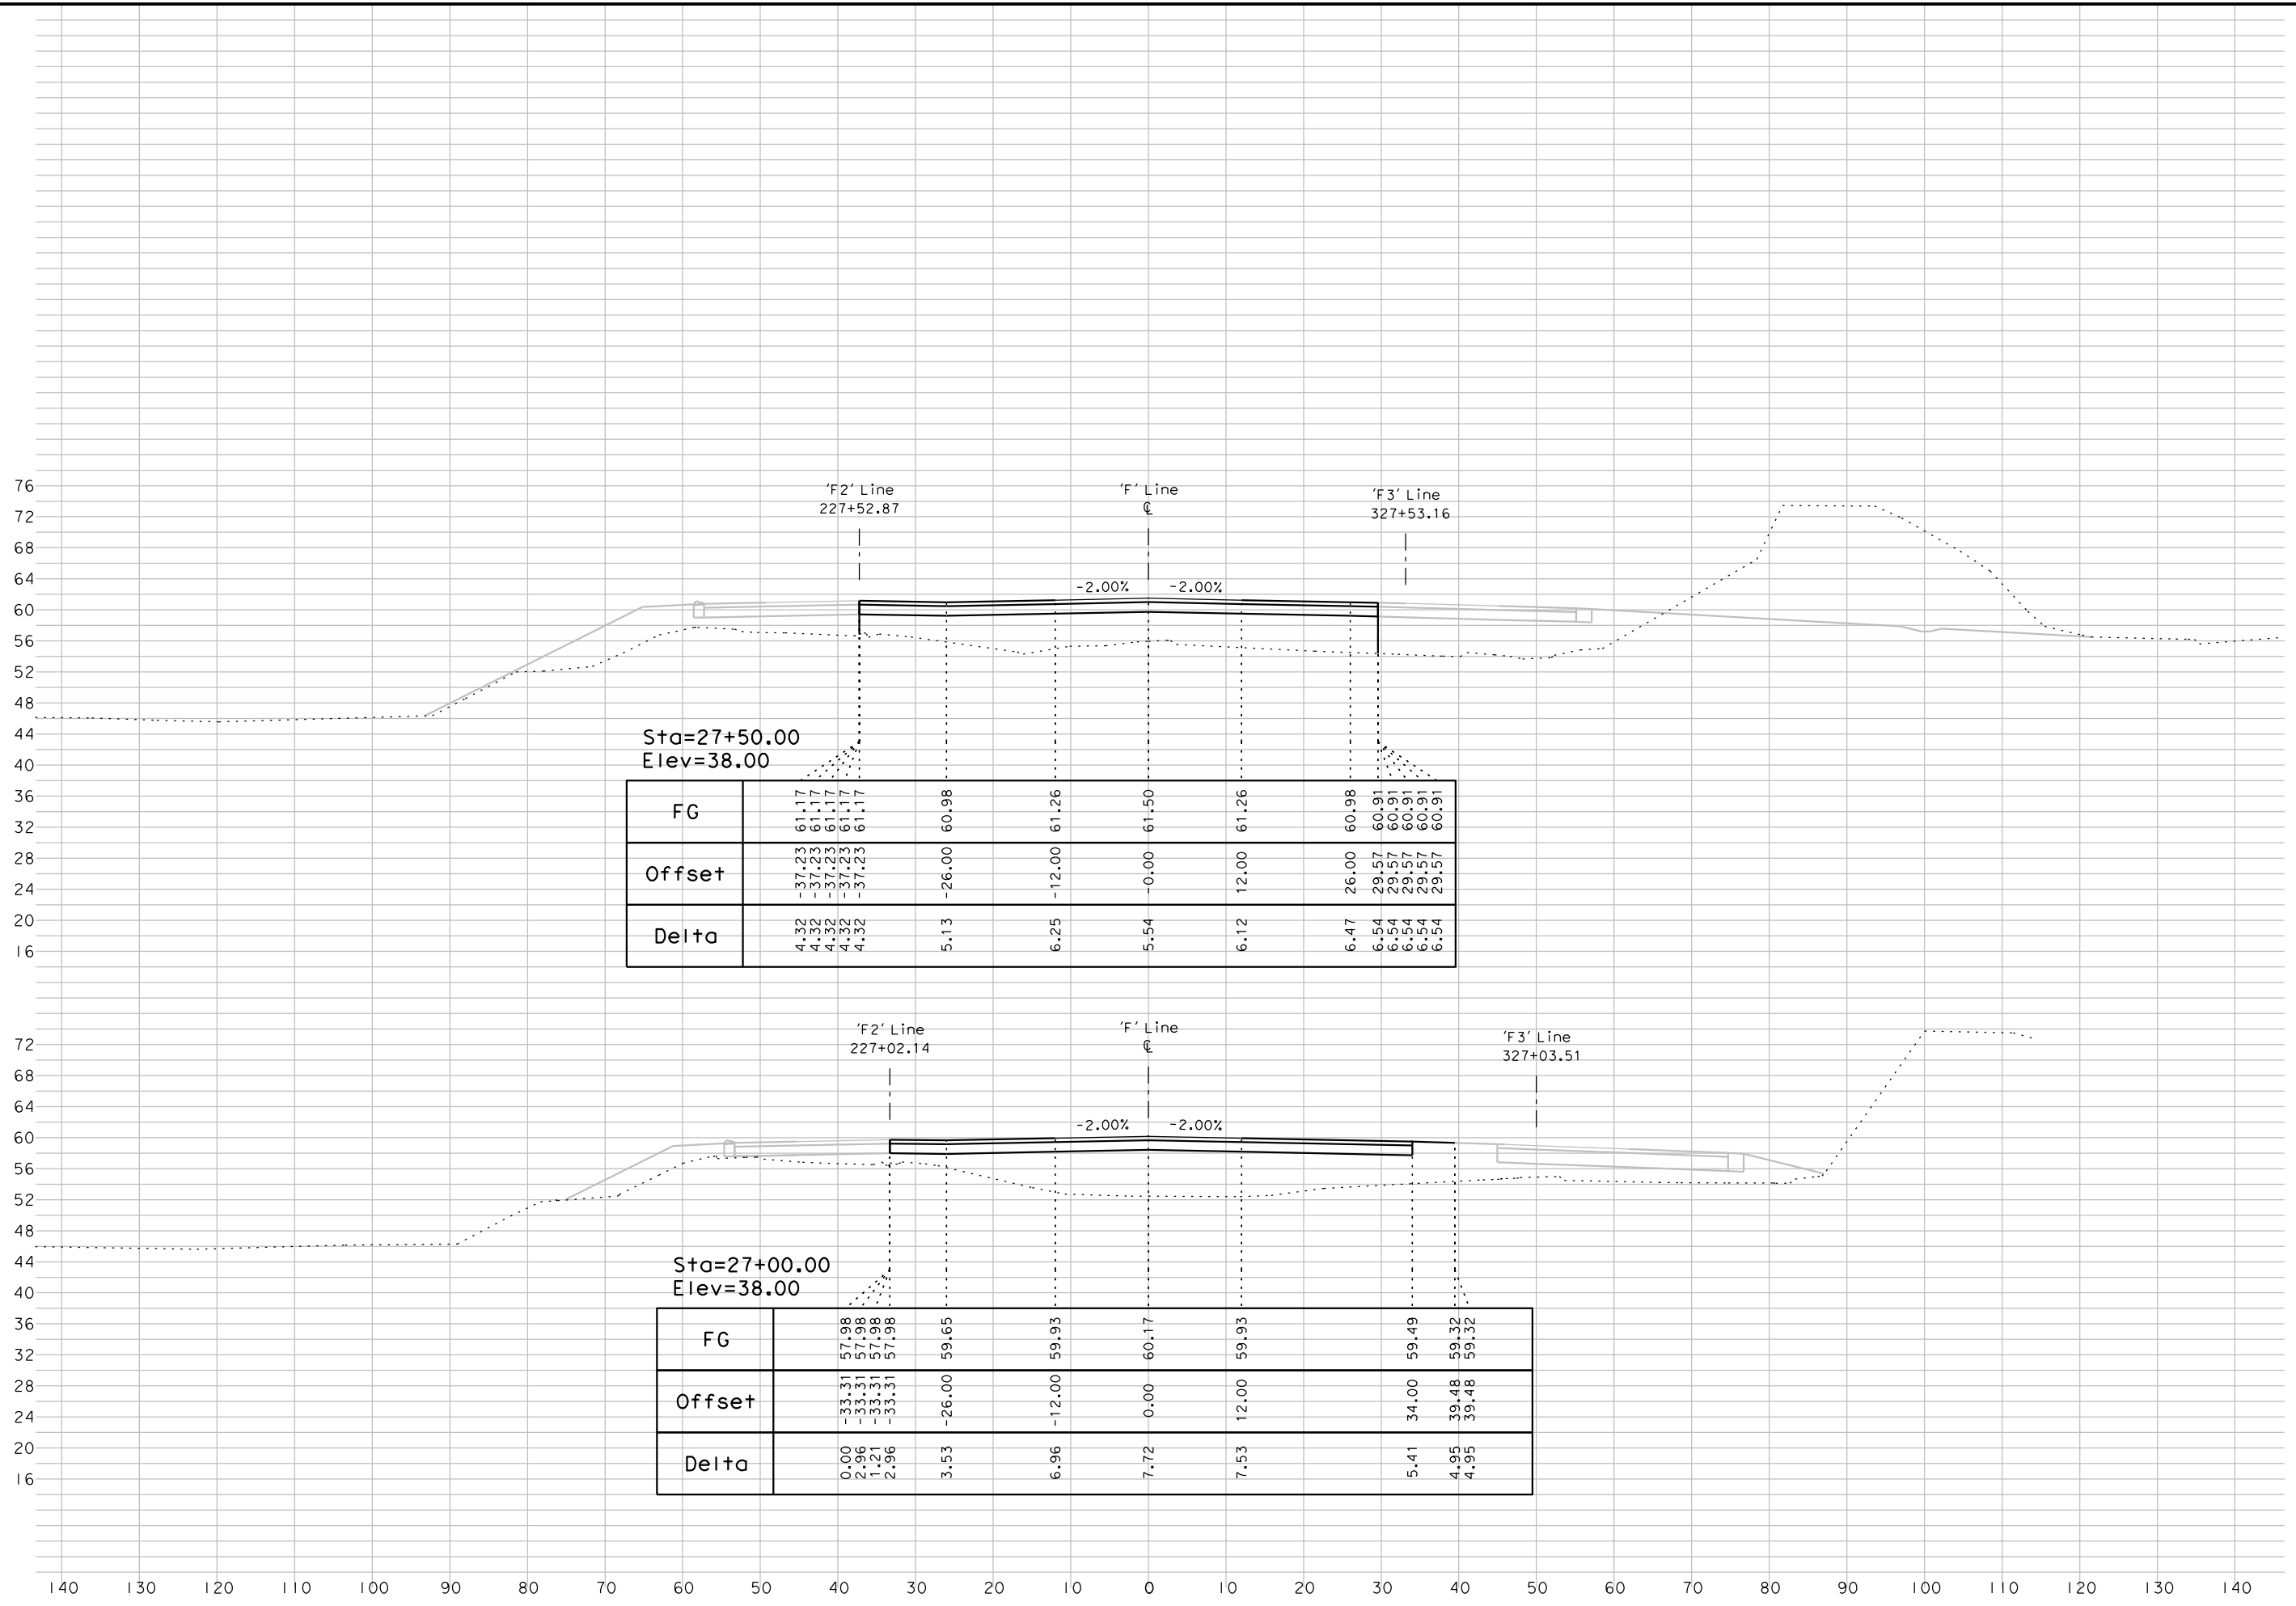 76
72
68
64
60
56
52
48
44
40
36
32
28
24
20
16
'F2' Line
227+52.87
'F' Line
℄
'F3' Line
327+53.16
-2.00% -2.00%
Sta=27+50.00
Elev=38.00
FG 61.17 61.17 61.17 61.17 61.17 60.98 61.26 61.50 61.26 60.98 60.91 60.91 60.91 60.91 60.91
Offset -37.23 -37.23 -37.23 -37.23 -37.23 -26.00 -12.00 -0.00 12.00 26.00 29.57 29.57 29.57 29.57 29.57
Delta 4.32 4.32 4.32 4.32 4.32 5.13 6.25 5.54 6.12 6.47 6.54 6.54 6.54 6.54 6.54
72
68
64
60
56
52
48
44
40
36
32
28
24
20
16
'F2' Line
227+02.14
'F' Line
℄
'F3' Line
327+03.51
-2.00% -2.00%
Sta=27+00.00
Elev=38.00
FG 57.98 57.98 57.98 57.98 59.65 59.93 60.17 59.93 59.49 59.32 59.32
Offset -33.31 -33.31 -33.31 -33.31 -26.00 -12.00 0.00 12.00 34.00 39.48 39.48
Delta 0.00 2.96 1.21 2.96 3.53 6.96 7.72 7.53 5.41 4.95 4.95
140 130 120 110 100 90 80 70 60 50 40 30 20 10 0 10 20 30 40 50 60 70 80 90 100 110 120 130 140